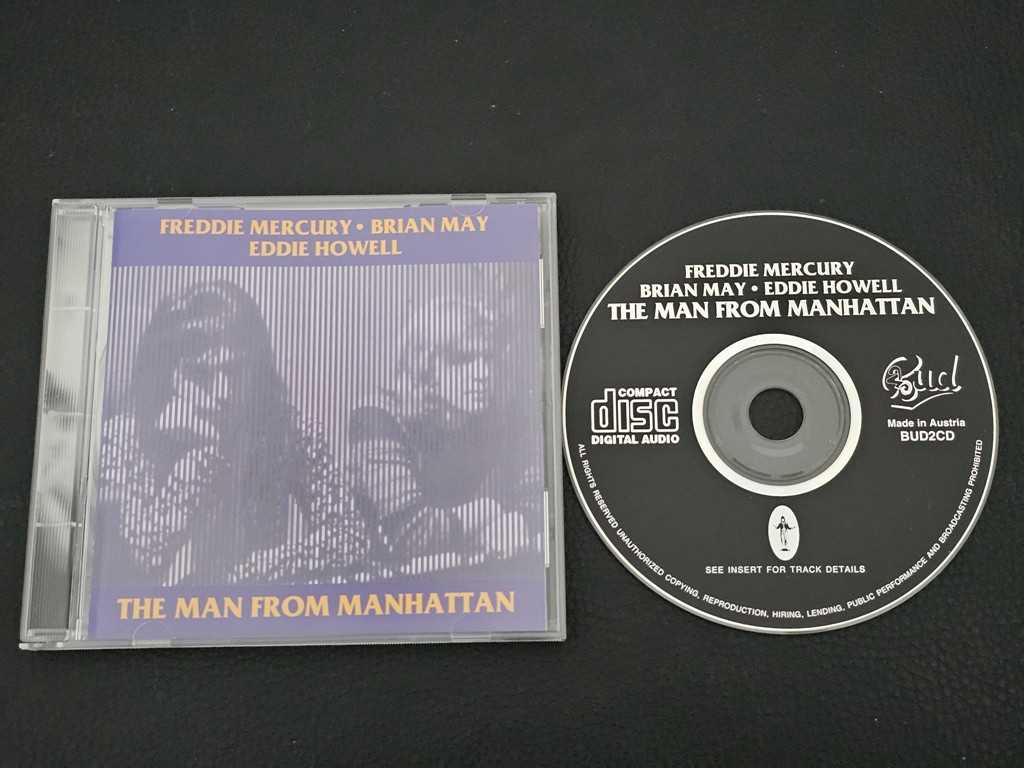 FREDDIE MERCURY • BRIAN MAY
EDDIE HOWELL
THE MAN FROM MANHATTAN
FREDDIE MERCURY
BRIAN MAY • EDDIE HOWELL
THE MAN FROM MANHATTAN
COMPACT
disc
DIGITAL AUDIO
Bud
Made in Austria
BUD2CD
SEE INSERT FOR TRACK DETAILS
ALL RIGHTS RESERVED UNAUTHORIZED COPYING, REPRODUCTION, HIRING, LENDING, PUBLIC PERFORMANCE AND BROADCASTING PROHIBITED